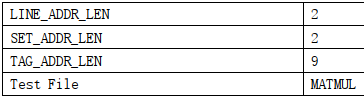 LINE_ADDR_LEN 2
SET_ADDR_LEN 2
TAG_ADDR_LEN 9
Test File MATMUL